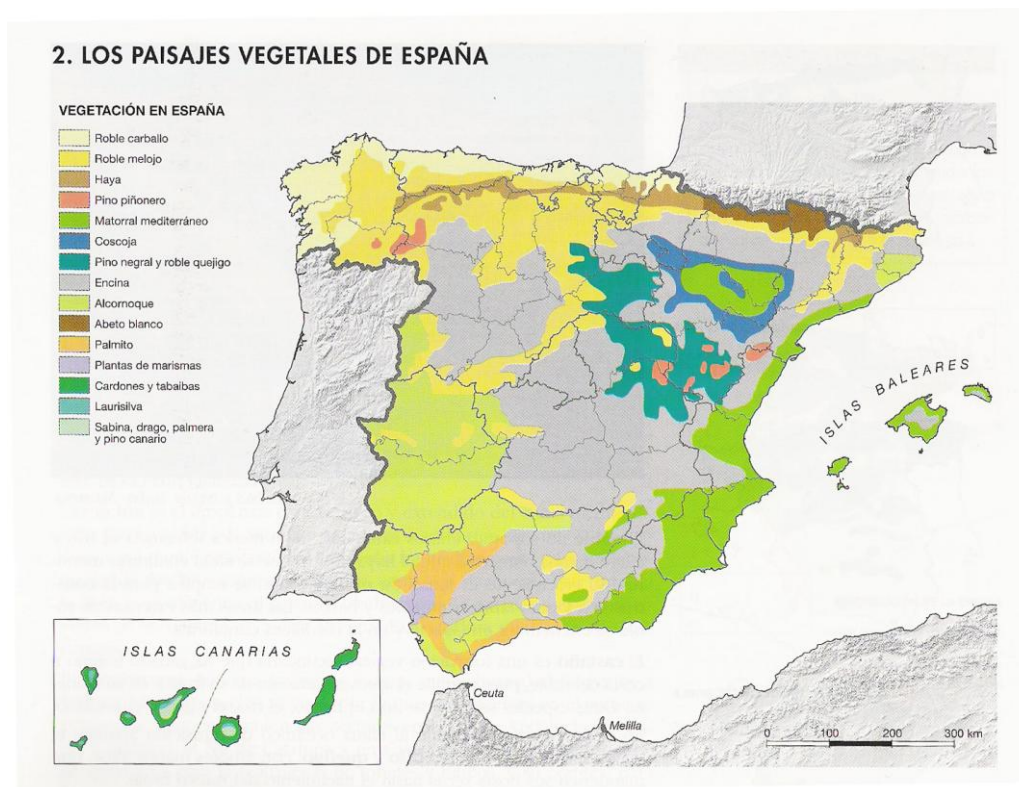 2. LOS PAISAJES VEGETALES DE ESPAÑA
VEGETACIÓN EN ESPAÑA
Roble carballo
Roble melojo
Haya
Pino piñonero
Matorral mediterráneo
Coscoja
Pino negral y roble quejigo
Encina
Alcornoque
Abeto blanco
Palmito
Plantas de marismas
Cardones y tabaibas
Laurisilva
Sabina, drago, palmera
y pino canario
ISLAS BALEARES
ISLAS CANARIAS
Ceuta
Melilla
0 100 200 300 km